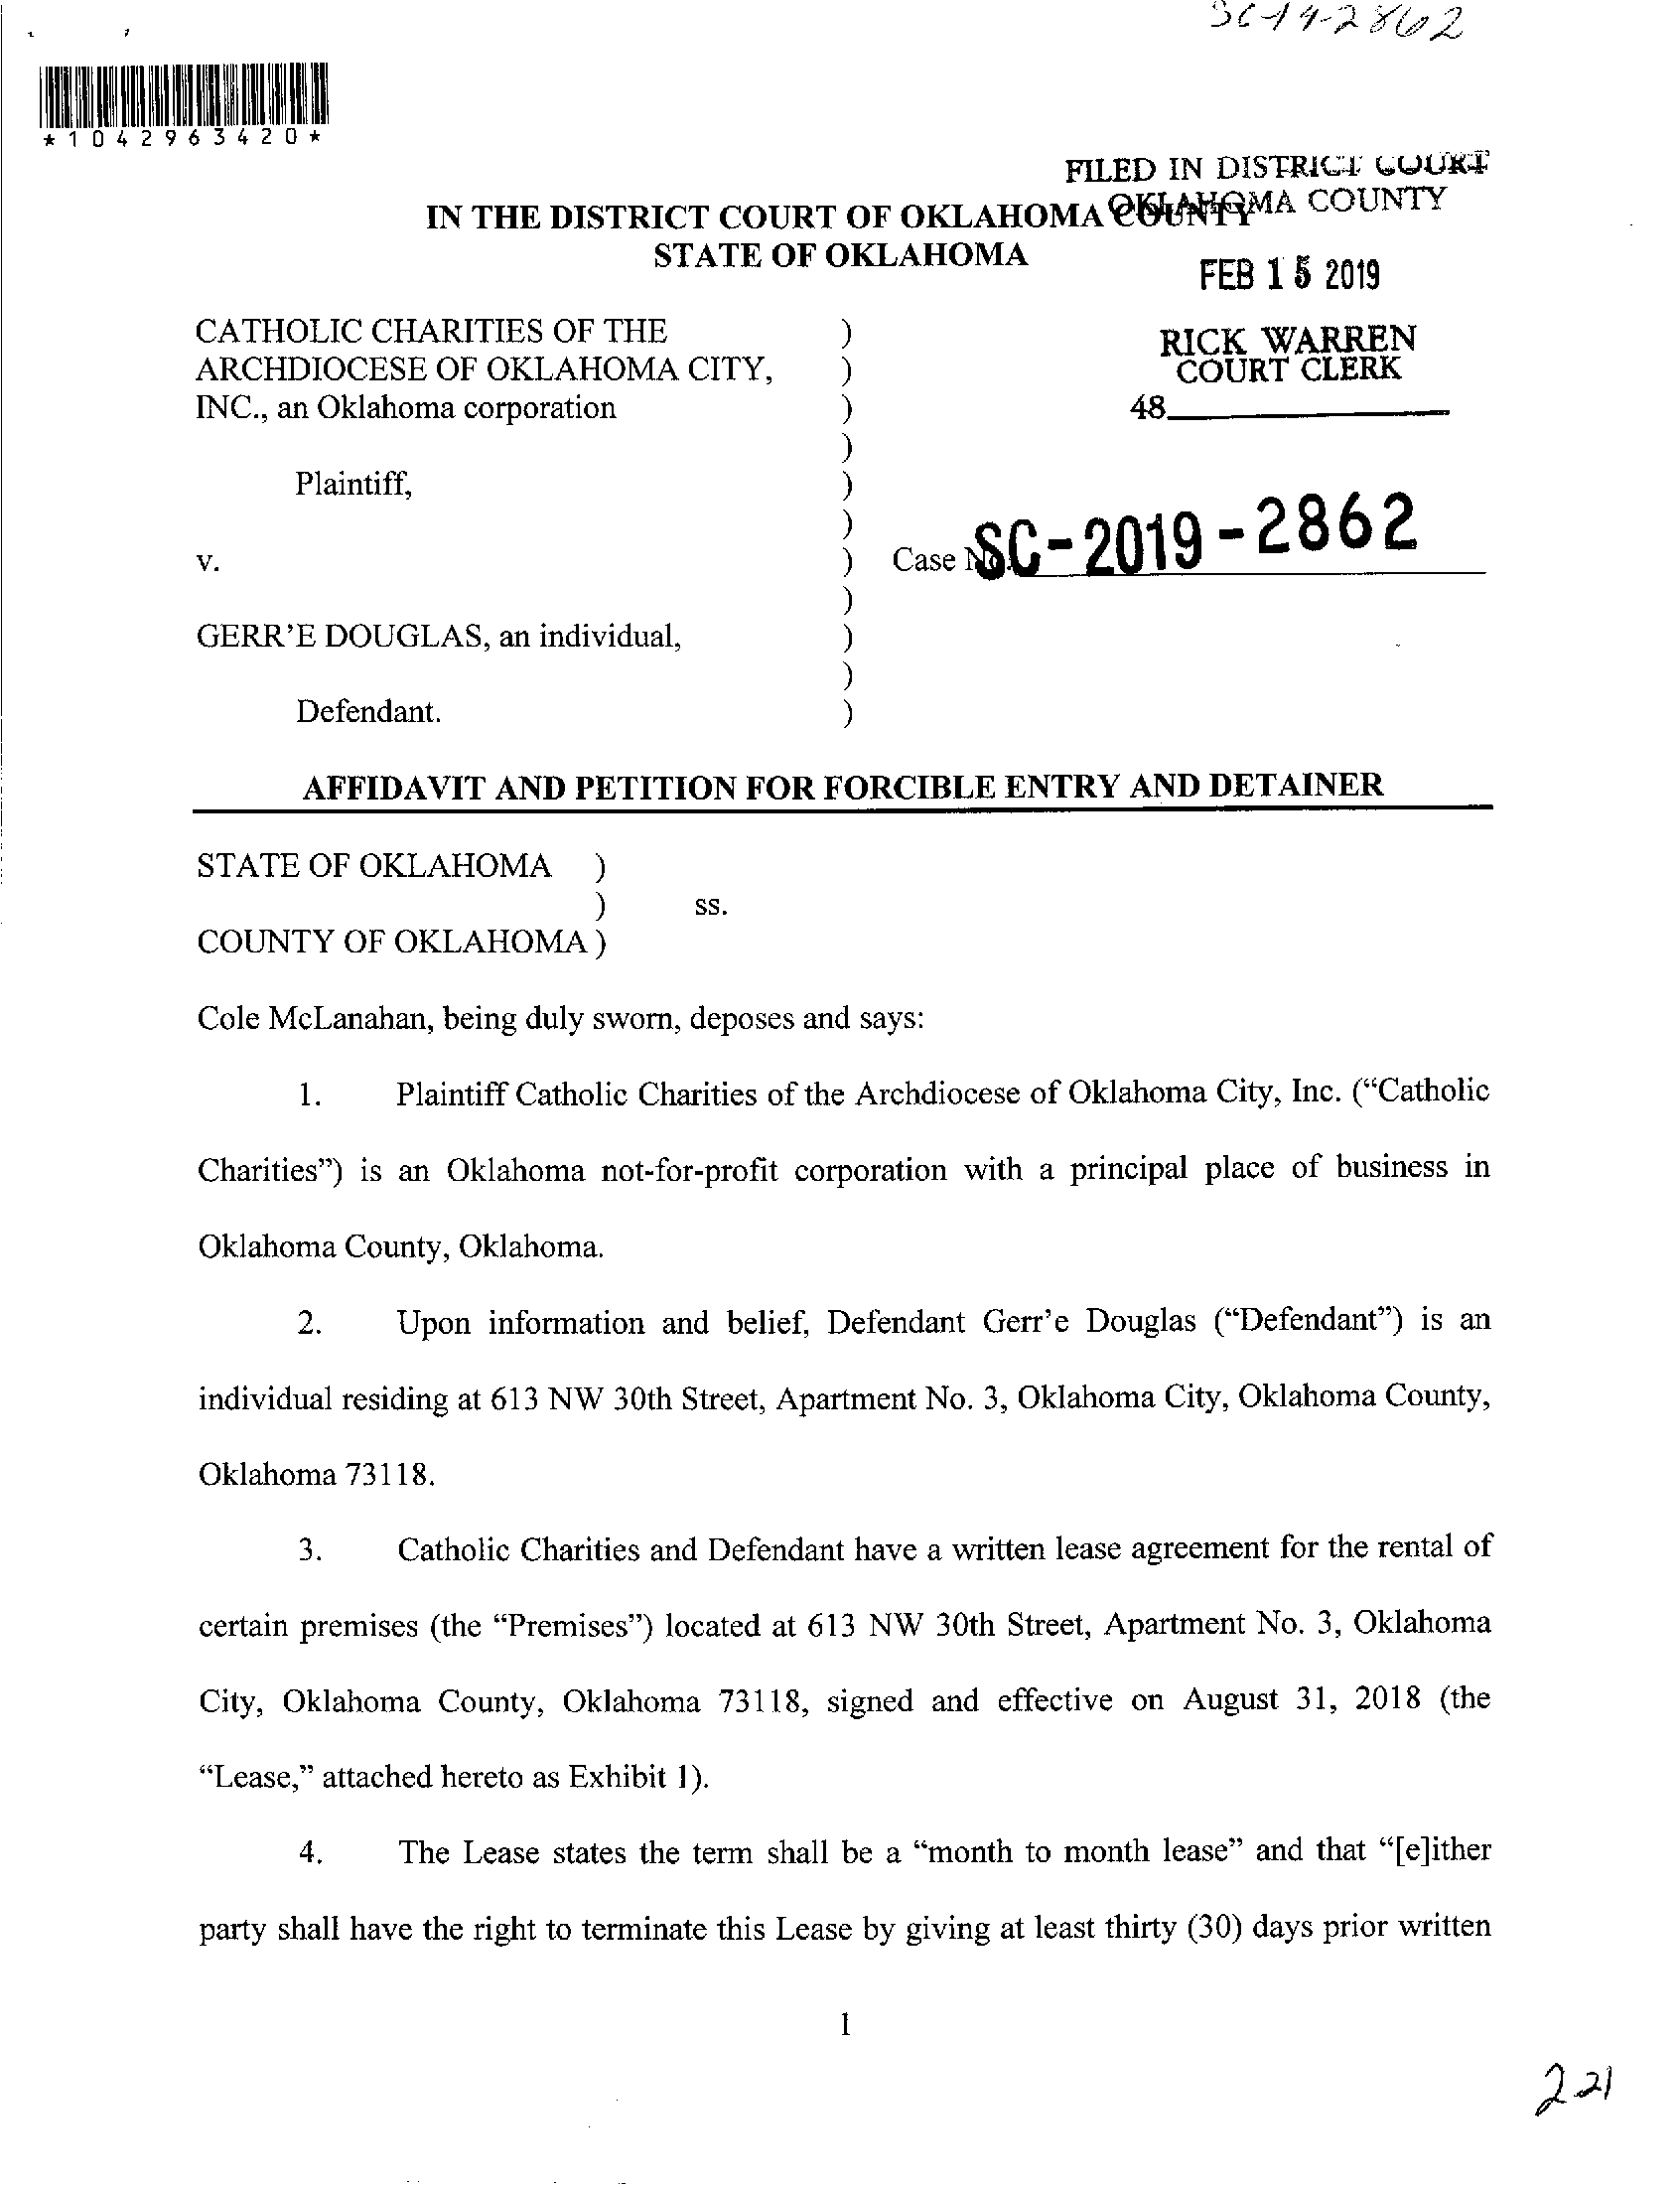 SC-19-2862
*1042963420*
FILED IN DISTRICT COURT
OKLAHOMA COUNTY
IN THE DISTRICT COURT OF OKLAHOMA COUNTY
STATE OF OKLAHOMA
FEB 15 2019
CATHOLIC CHARITIES OF THE )
RICK WARREN
ARCHDIOCESE OF OKLAHOMA CITY, )
COURT CLERK
INC., an Oklahoma corporation )
48
)
Plaintiff, )
)
v. ) Case No. SC-2019-2862
)
GERR’E DOUGLAS, an individual, )
)
Defendant. )
AFFIDAVIT AND PETITION FOR FORCIBLE ENTRY AND DETAINER
STATE OF OKLAHOMA )
) ss.
COUNTY OF OKLAHOMA )
Cole McLanahan, being duly sworn, deposes and says:
1. Plaintiff Catholic Charities of the Archdiocese of Oklahoma City, Inc. (“Catholic
Charities”) is an Oklahoma not-for-profit corporation with a principal place of business in
Oklahoma County, Oklahoma.
2. Upon information and belief, Defendant Gerr’e Douglas (“Defendant”) is an
individual residing at 613 NW 30th Street, Apartment No. 3, Oklahoma City, Oklahoma County,
Oklahoma 73118.
3. Catholic Charities and Defendant have a written lease agreement for the rental of
certain premises (the “Premises”) located at 613 NW 30th Street, Apartment No. 3, Oklahoma
City, Oklahoma County, Oklahoma 73118, signed and effective on August 31, 2018 (the
“Lease,” attached hereto as Exhibit 1).
4. The Lease states the term shall be a “month to month lease” and that “[e]ither
party shall have the right to terminate this Lease by giving at least thirty (30) days prior written
1
221